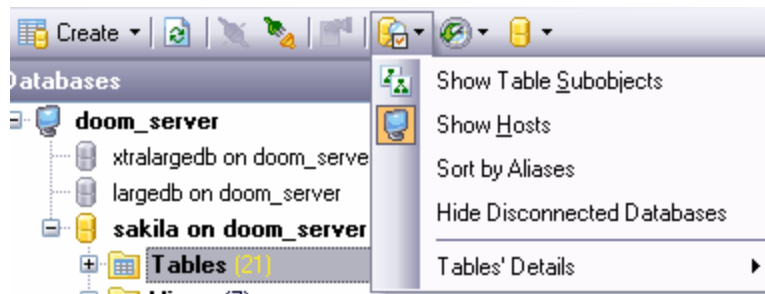 Create
Databases
doom_server
xtralargedb on doom_serve
largedb on doom_server
sakila on doom_server
Tables (21)
Show Table Subobjects
Show Hosts
Sort by Aliases
Hide Disconnected Databases
Tables' Details